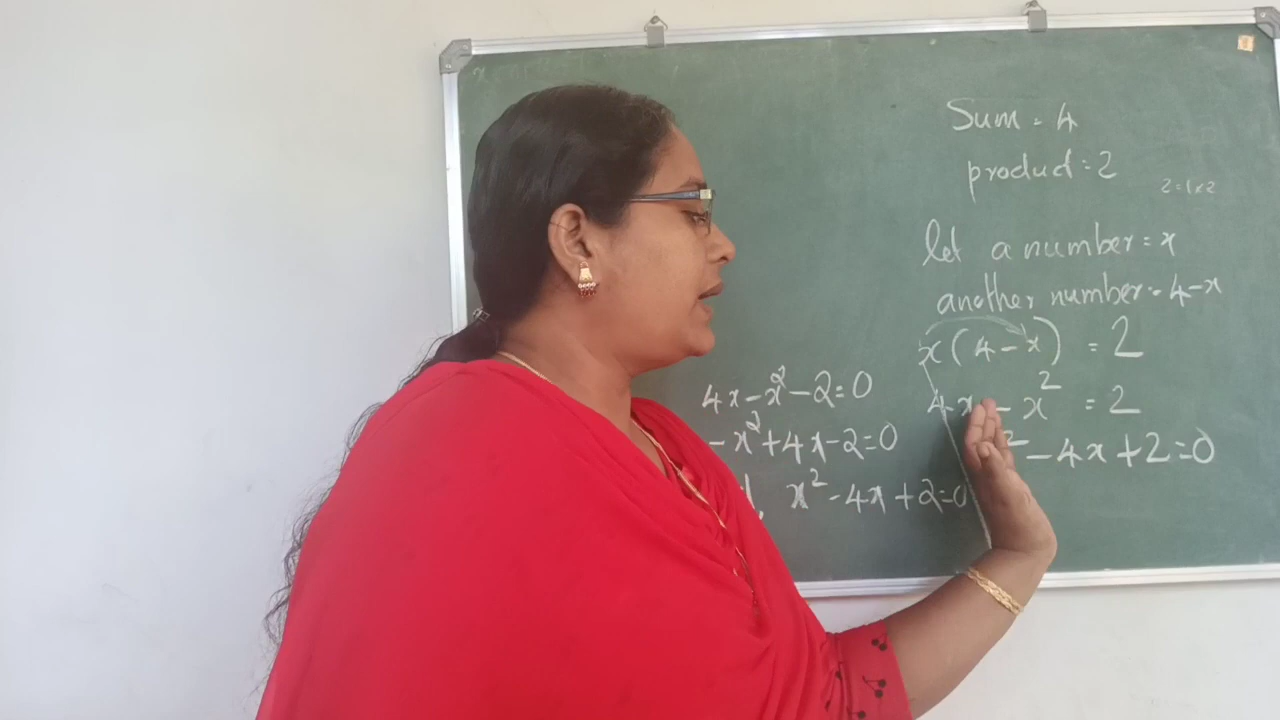 Sum = 4
product = 2
2=1×2
let a number = x
another number = 4-x
x(4-x) = 2
4x - x² = 2
² - 4x + 2 = 0
4x - x² - 2 = 0
- x² + 4x - 2 = 0
x² - 4x + 2 = 0